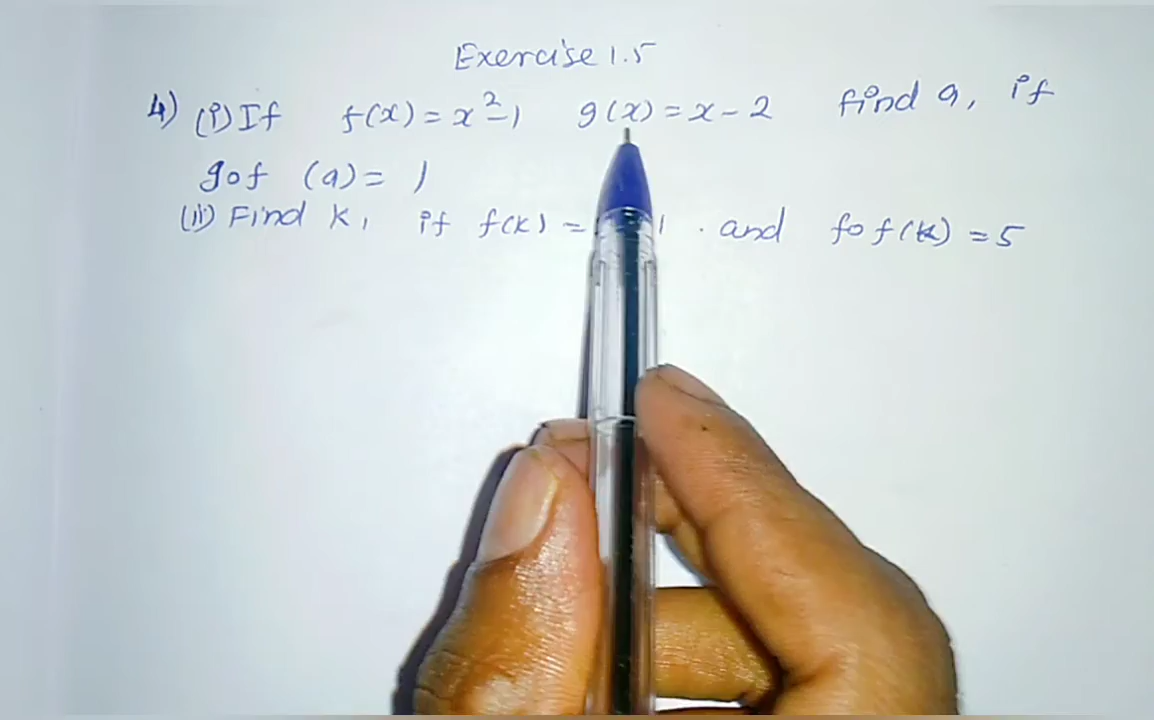 Exercise 1.5
4) (i) If f(x) = x²-1 g(x) = x-2 find a, if
gof (a) = 1
(ii) Find k, if f(k) = 1 . and fof(k) = 5